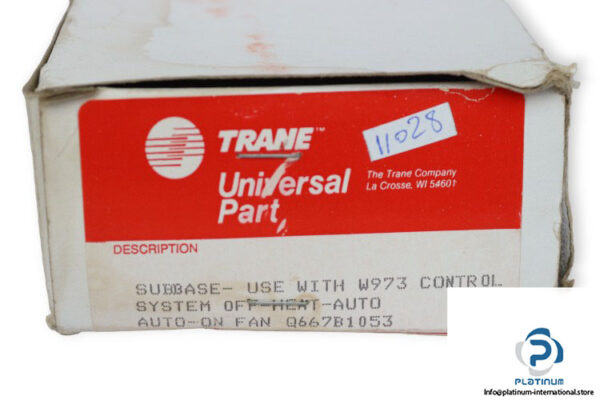 TRANE™
11028
Universal
Part
The Trane Company
La Crosse, WI 54601
DESCRIPTION
SUBBASE- USE WITH W973 CONTROL
SYSTEM OFF-HEAT-AUTO
AUTO-ON FAN Q667B1053
PLATINUM
Info@platinum-international.store